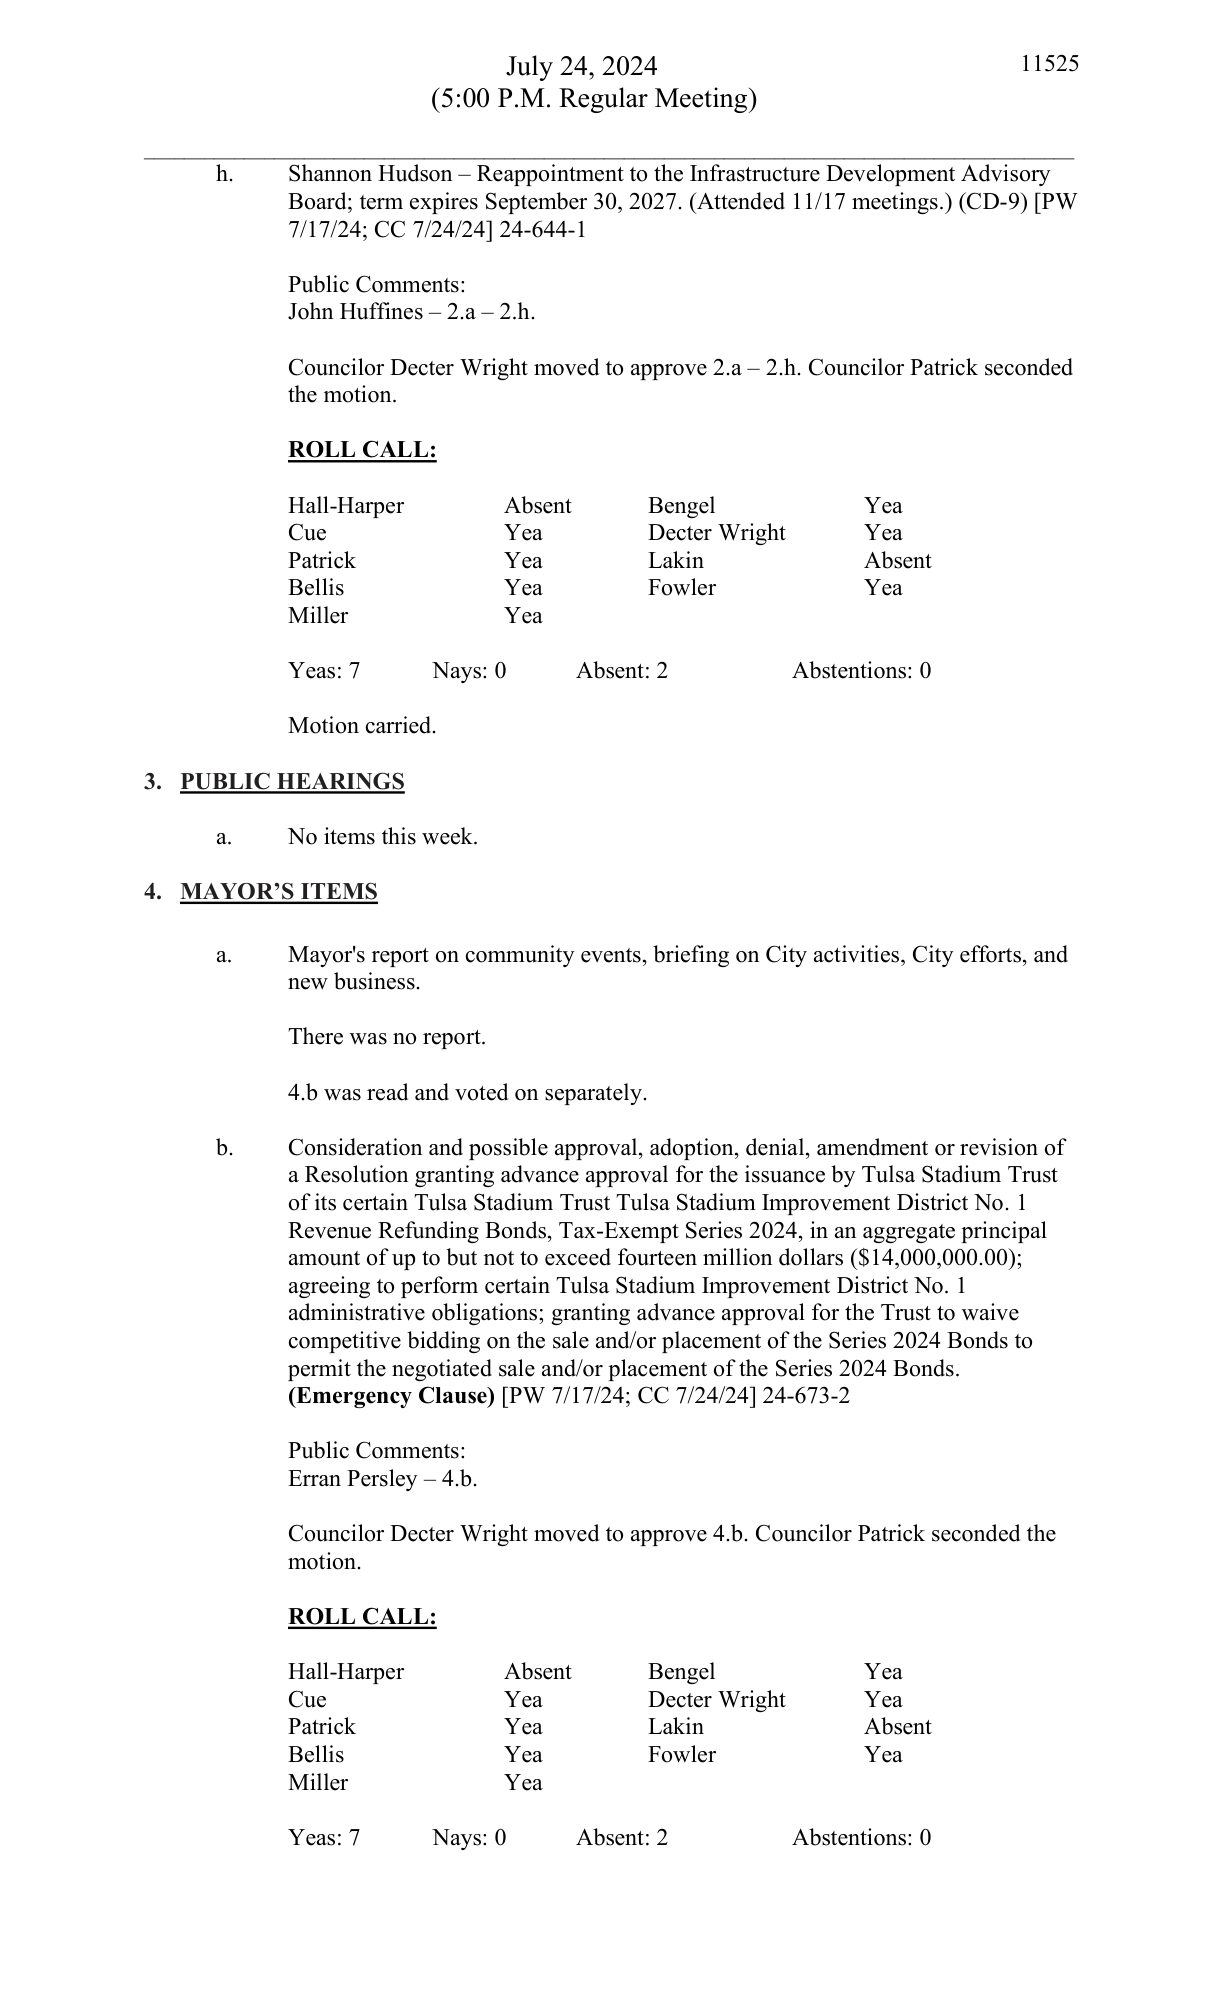 July 24, 2024
11525
(5:00 P.M. Regular Meeting)
h. Shannon Hudson – Reappointment to the Infrastructure Development Advisory
Board; term expires September 30, 2027. (Attended 11/17 meetings.) (CD-9) [PW
7/17/24; CC 7/24/24] 24-644-1
Public Comments:
John Huffines – 2.a – 2.h.
Councilor Decter Wright moved to approve 2.a – 2.h. Councilor Patrick seconded
the motion.
ROLL CALL:
Hall-Harper Absent Bengel Yea
Cue Yea Decter Wright Yea
Patrick Yea Lakin Absent
Bellis Yea Fowler Yea
Miller Yea
Yeas: 7 Nays: 0 Absent: 2 Abstentions: 0
Motion carried.
3. PUBLIC HEARINGS
a. No items this week.
4. MAYOR’S ITEMS
a. Mayor's report on community events, briefing on City activities, City efforts, and
new business.
There was no report.
4.b was read and voted on separately.
b. Consideration and possible approval, adoption, denial, amendment or revision of
a Resolution granting advance approval for the issuance by Tulsa Stadium Trust
of its certain Tulsa Stadium Trust Tulsa Stadium Improvement District No. 1
Revenue Refunding Bonds, Tax-Exempt Series 2024, in an aggregate principal
amount of up to but not to exceed fourteen million dollars ($14,000,000.00);
agreeing to perform certain Tulsa Stadium Improvement District No. 1
administrative obligations; granting advance approval for the Trust to waive
competitive bidding on the sale and/or placement of the Series 2024 Bonds to
permit the negotiated sale and/or placement of the Series 2024 Bonds.
(Emergency Clause) [PW 7/17/24; CC 7/24/24] 24-673-2
Public Comments:
Erran Persley – 4.b.
Councilor Decter Wright moved to approve 4.b. Councilor Patrick seconded the
motion.
ROLL CALL:
Hall-Harper Absent Bengel Yea
Cue Yea Decter Wright Yea
Patrick Yea Lakin Absent
Bellis Yea Fowler Yea
Miller Yea
Yeas: 7 Nays: 0 Absent: 2 Abstentions: 0